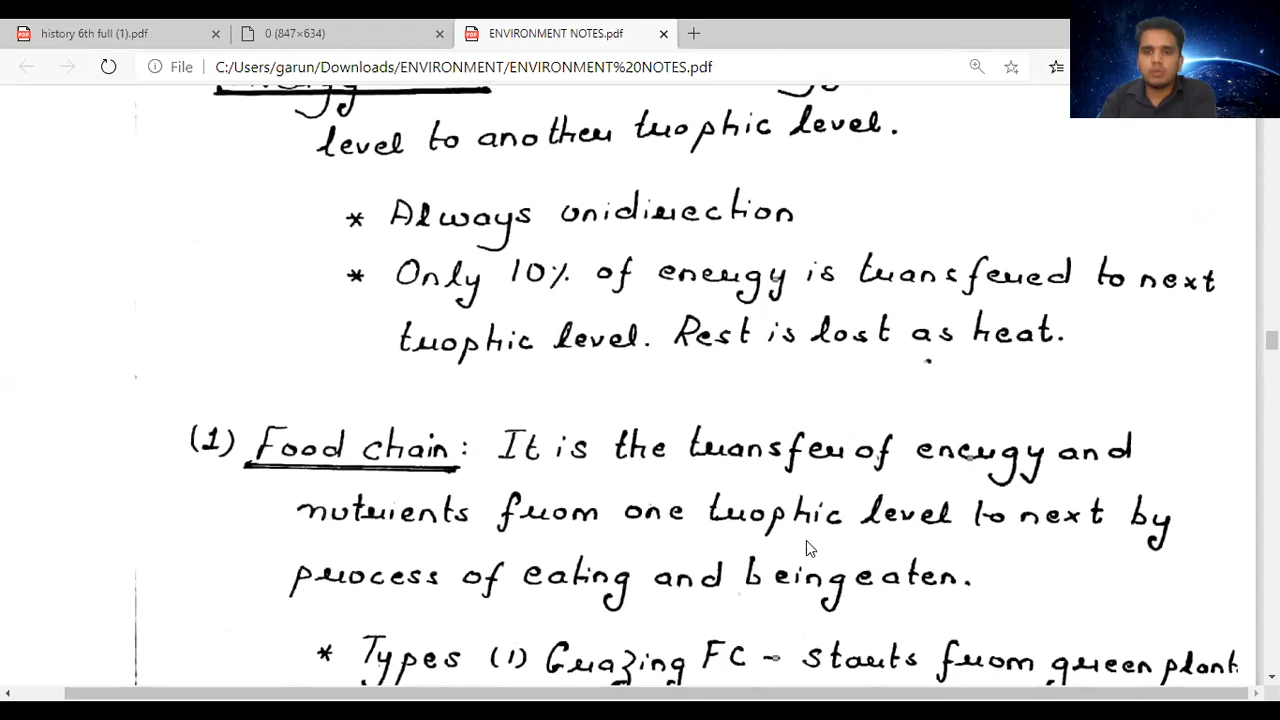 history 6th full (1).pdf
0 (847×634)
ENVIRONMENT NOTES.pdf
File
C:/Users/garun/Downloads/ENVIRONMENT/ENVIRONMENT%20NOTES.pdf
level to another trophic level.
* Always unidirection
* Only 10% of energy is transfered to next
trophic level. Rest is lost as heat.
(1) Food chain: It is the transfer of energy and
nutrients from one trophic level to next by
process of eating and being eaten.
* Types (1) Grazing FC - starts from green plant